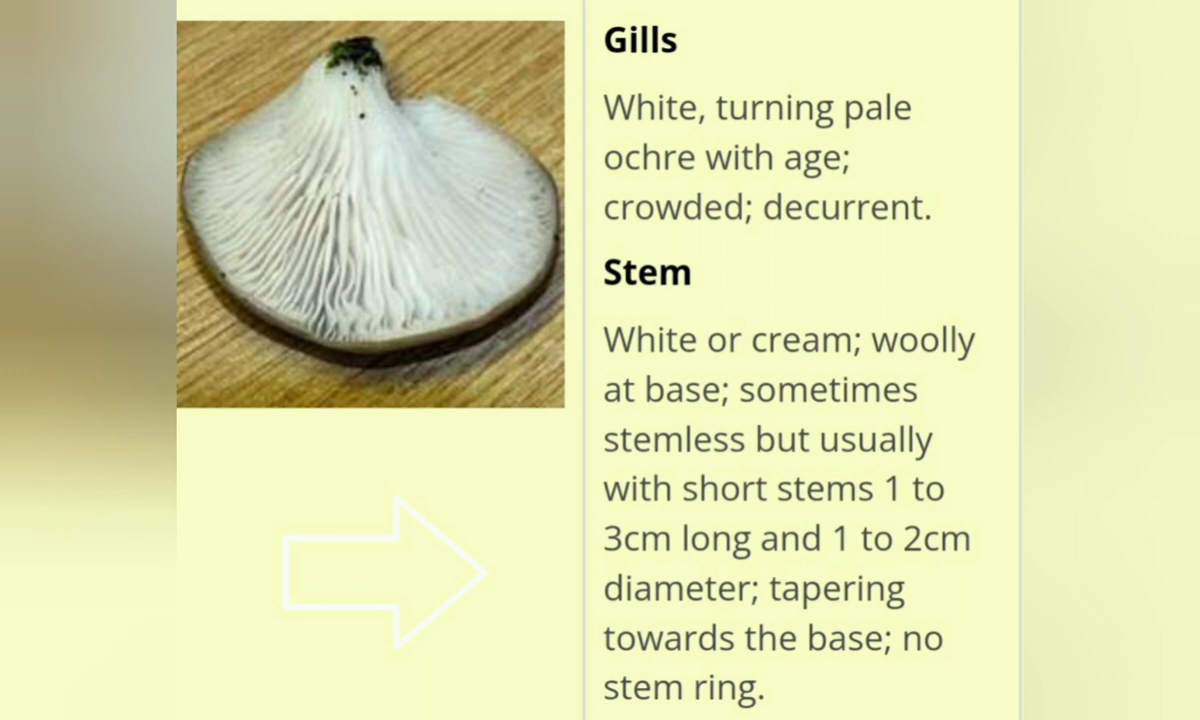 Gills
White, turning pale
ochre with age;
crowded; decurrent.
Stem
White or cream; woolly
at base; sometimes
stemless but usually
with short stems 1 to
3cm long and 1 to 2cm
diameter; tapering
towards the base; no
stem ring.